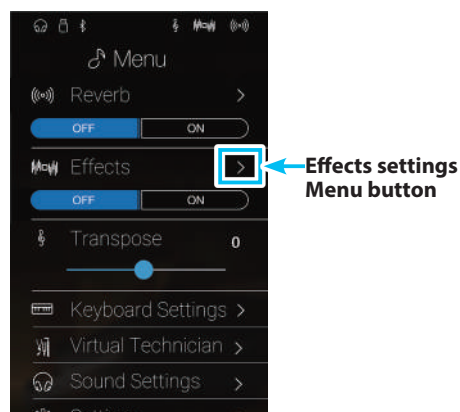 Menu
Reverb >
OFF ON
Effects >
OFF ON
Effects settings
Menu button
Transpose 0
Keyboard Settings >
Virtual Technician >
Sound Settings >